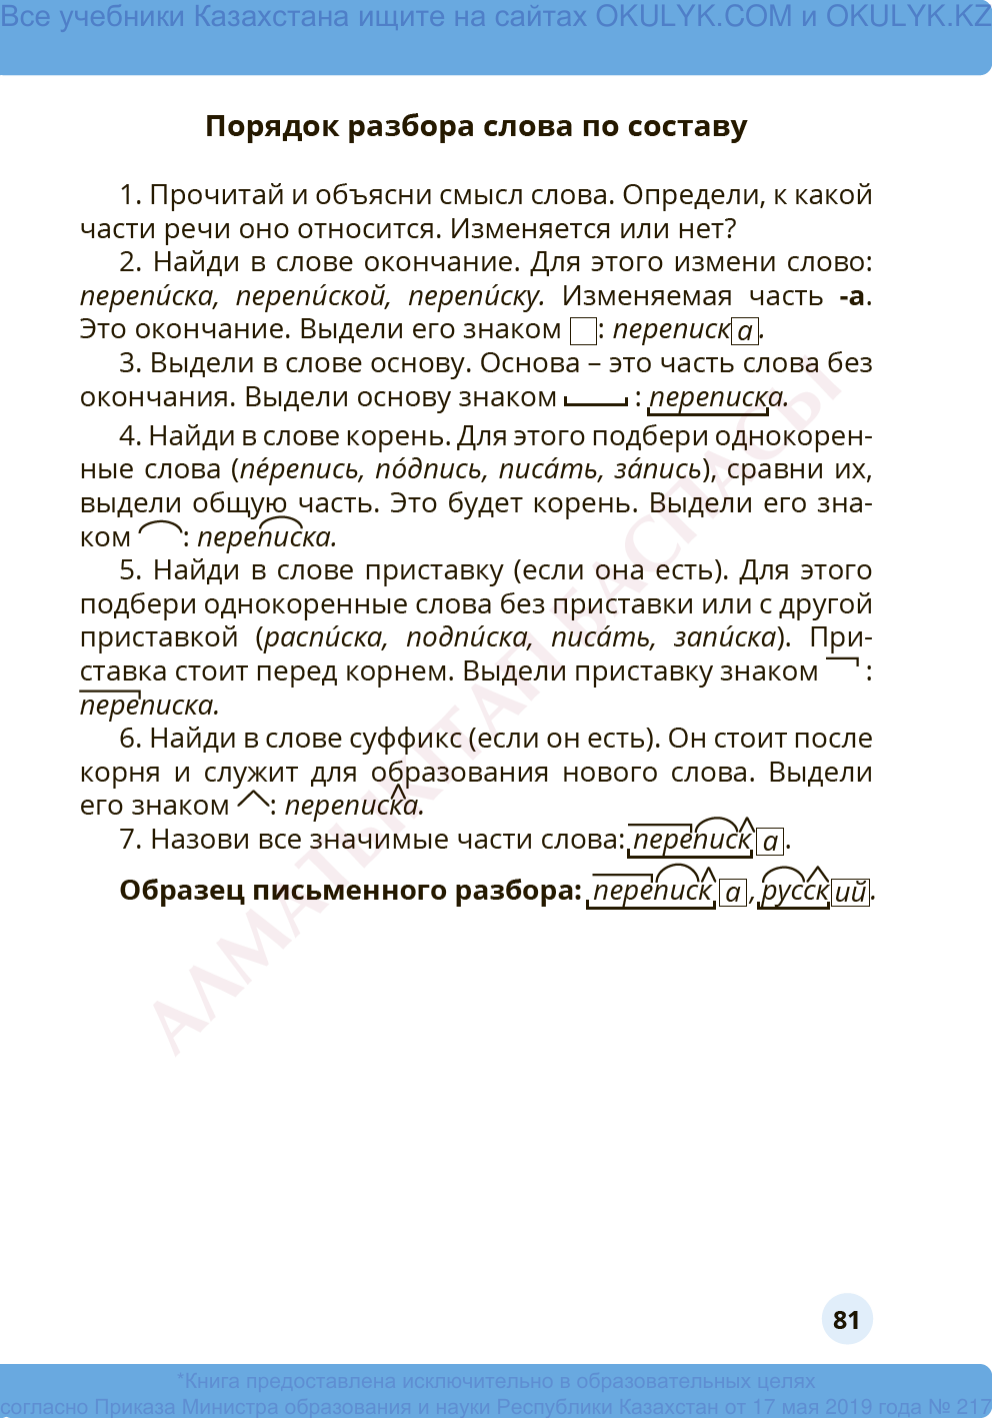 Все учебники Казахстана ищите на сайтах OKULYK.COM и OKULYK.KZ
Порядок разбора слова по составу
1. Прочитай и объясни смысл слова. Определи, к какой
части речи оно относится. Изменяется или нет?
2. Найди в слове окончание. Для этого измени слово:
перепи́ска, перепи́ской, перепи́ску. Изменяемая часть -а.
Это окончание. Выдели его знаком : переписка.
3. Выдели в слове основу. Основа – это часть слова без
окончания. Выдели основу знаком : переписка.
4. Найди в слове корень. Для этого подбери однокорен-
ные слова (пе́репись, по́дпись, писа́ть, за́пись), сравни их,
выдели общую часть. Это будет корень. Выдели его зна-
ком : переписка.
5. Найди в слове приставку (если она есть). Для этого
подбери однокоренные слова без приставки или с другой
приставкой (распи́ска, подпи́ска, писа́ть, запи́ска). При-
ставка стоит перед корнем. Выдели приставку знаком :
переписка.
6. Найди в слове суффикс (если он есть). Он стоит после
корня и служит для образования нового слова. Выдели
его знаком : переписка.
7. Назови все значимые части слова: переписка.
Образец письменного разбора: переписка, русский.
АЛМАТЫКІТАП БАСПАСЫ
81
*Книга предоставлена исключительно в образовательных целях
согласно Приказа Министра образования и науки Республики Казахстан от 17 мая 2019 года № 217